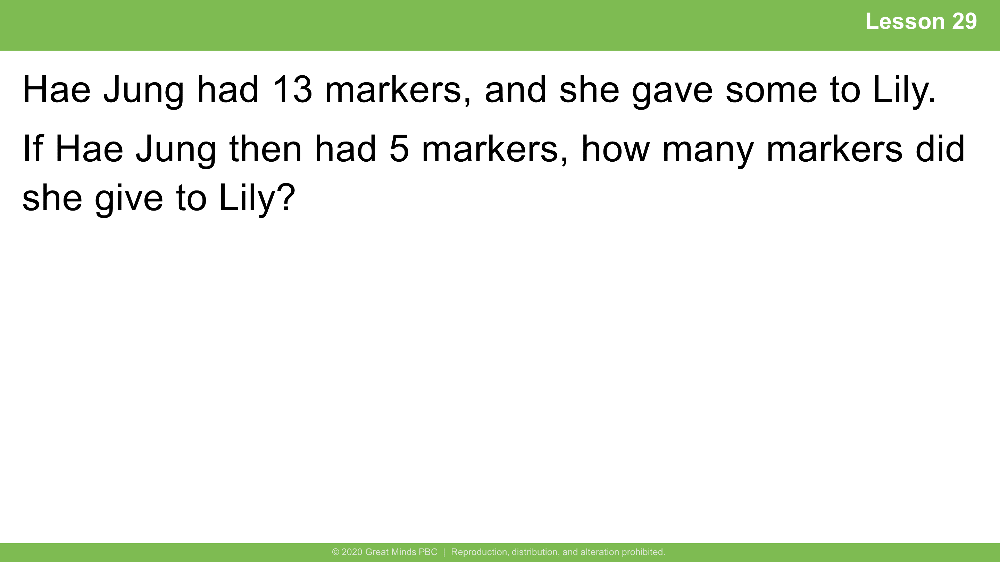 Lesson 29
Hae Jung had 13 markers, and she gave some to Lily.
If Hae Jung then had 5 markers, how many markers did
she give to Lily?
© 2020 Great Minds PBC | Reproduction, distribution, and alteration prohibited.